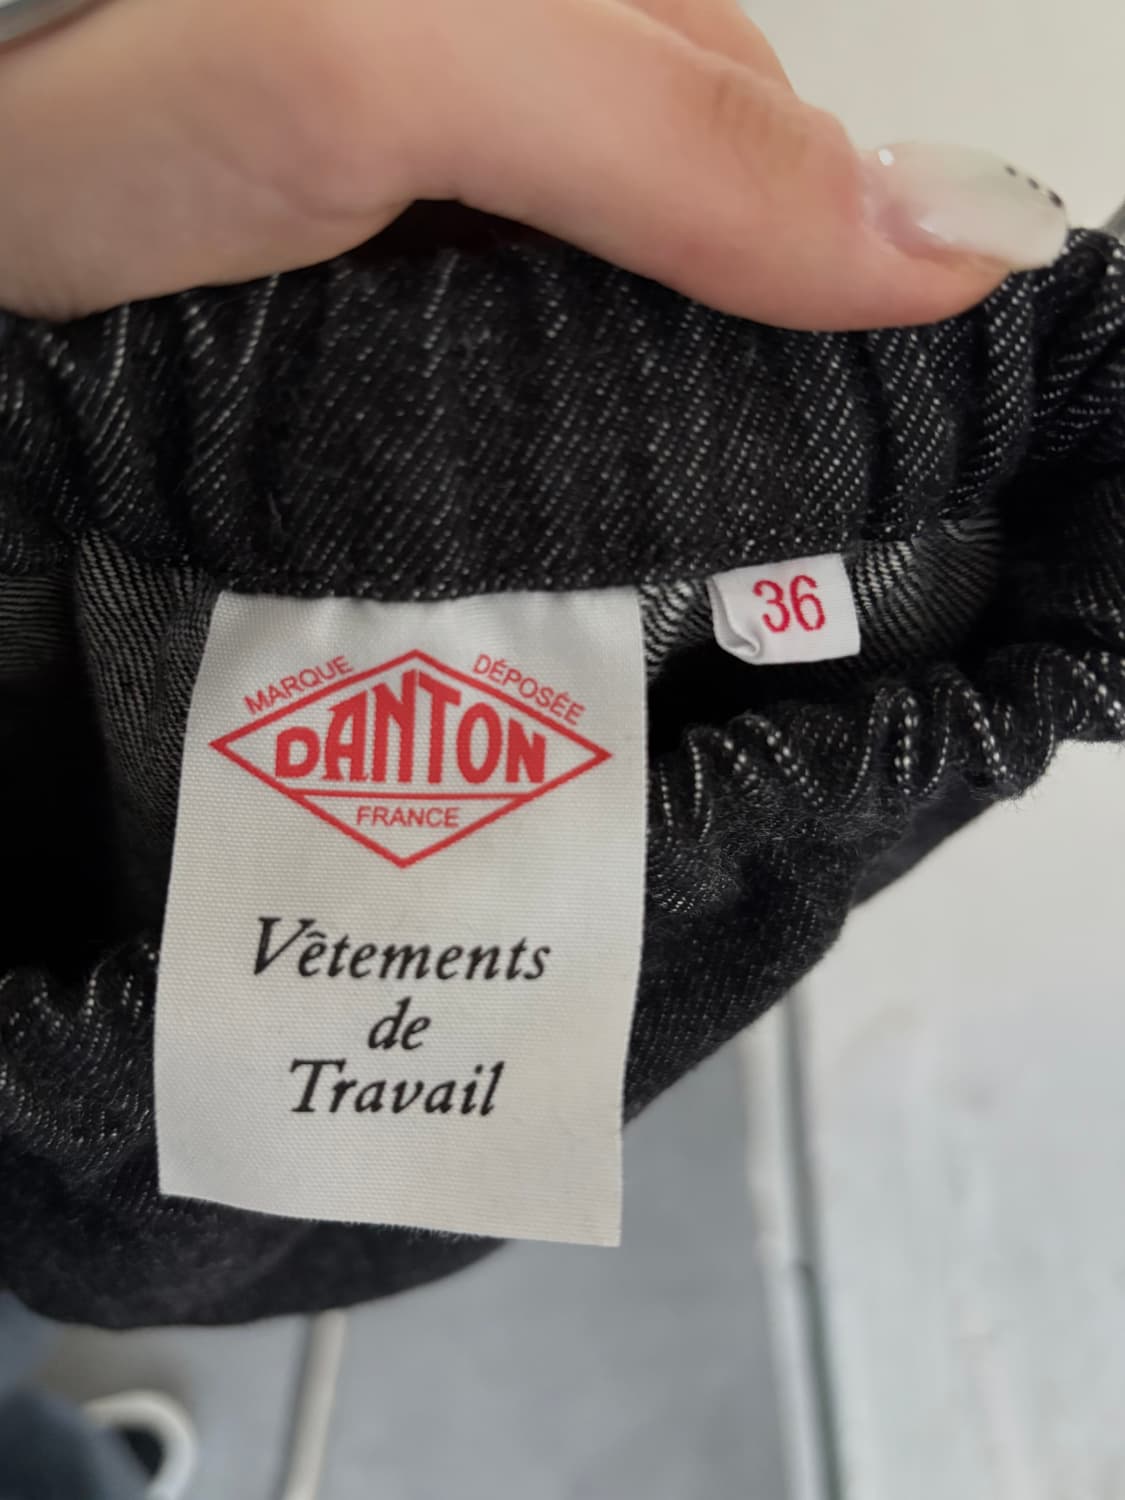 36
MARQUE DÉPOSÉE
DANTON
FRANCE
Vêtements
de
Travail